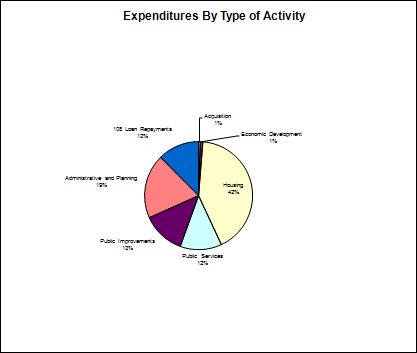 Expenditures By Type of Activity
Acquisition
1%
108 Loan Repayments
12%
Economic Development
1%
Administrative and Planning
19%
Housing
42%
Public Improvements
13%
Public Services
12%